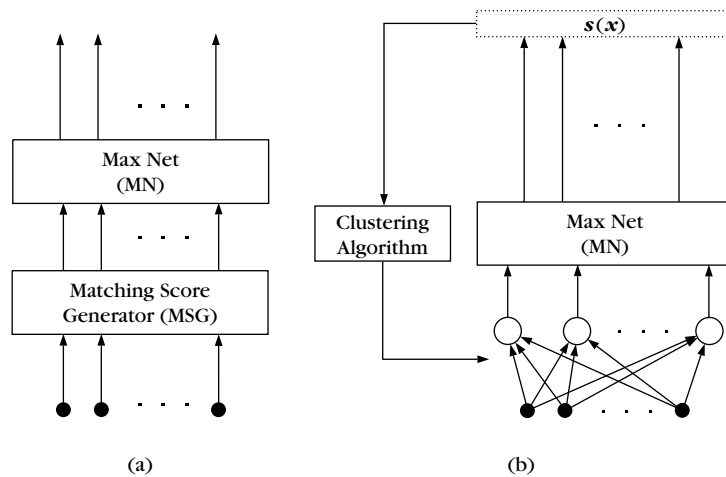 Max Net
(MN)
Matching Score
Generator (MSG)
(a)
s(x)
Clustering
Algorithm
Max Net
(MN)
(b)